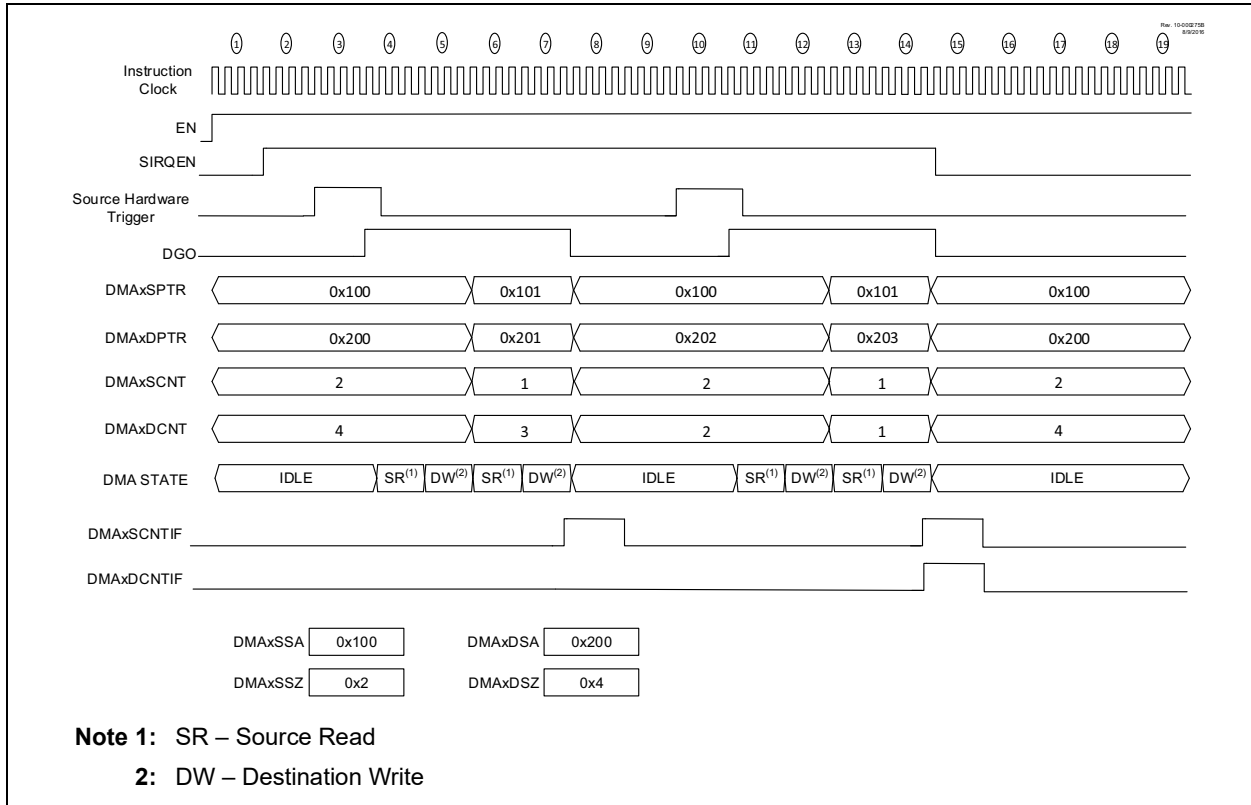 Rev. 10-000275B
8/9/2016
1 2 3 4 5 6 7 8 9 10 11 12 13 14 15 16 17 18 19
Instruction
Clock
EN
SIRQEN
Source Hardware
Trigger
DGO
DMAxSPTR 0x100 0x101 0x100 0x101 0x100
DMAxDPTR 0x200 0x201 0x202 0x203 0x200
DMAxSCNT 2 1 2 1 2
DMAxDCNT 4 3 2 1 4
DMA STATE IDLE SR(1) DW(2) SR(1) DW(2) IDLE SR(1) DW(2) SR(1) DW(2) IDLE
DMAxSCNTIF
DMAxDCNTIF
DMAxSSA 0x100 DMAxDSA 0x200
DMAxSSZ 0x2 DMAxDSZ 0x4
Note 1: SR – Source Read
2: DW – Destination Write